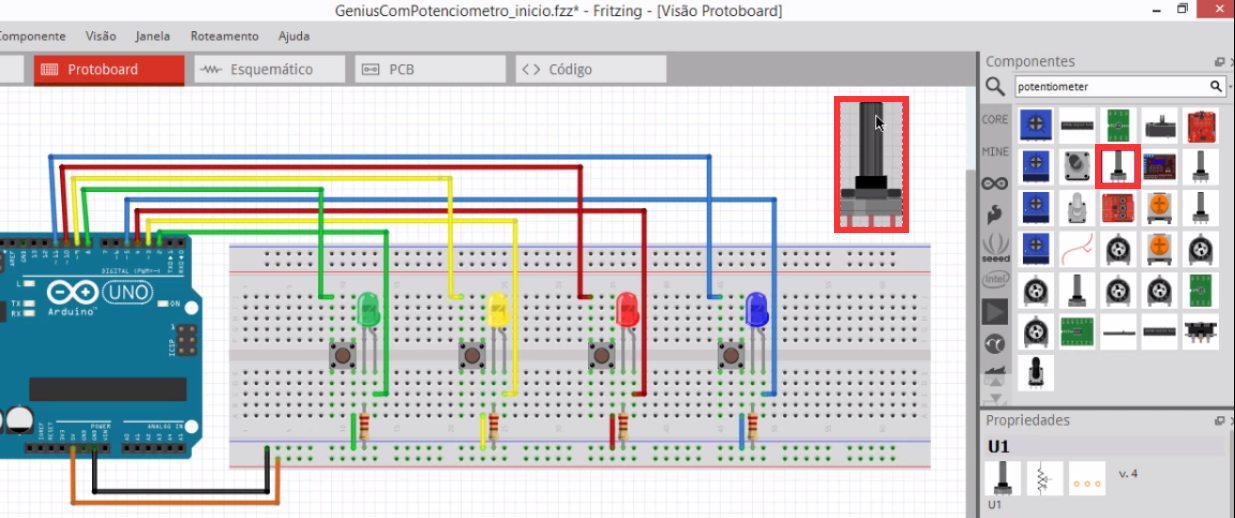 GeniusComPotenciometro_inicio.fzz* - Fritzing - [Visão Protoboard]
Componente Visão Janela Roteamento Ajuda
Protoboard Esquemático PCB Código
Componentes
potentiometer
CORE
MINE
seeed
intel
L
TX
RX
DIGITAL (PWM=~)
UNO
ON
Arduino
ICSP
POWER
ANALOG IN
Propriedades
U1
v. 4
U1